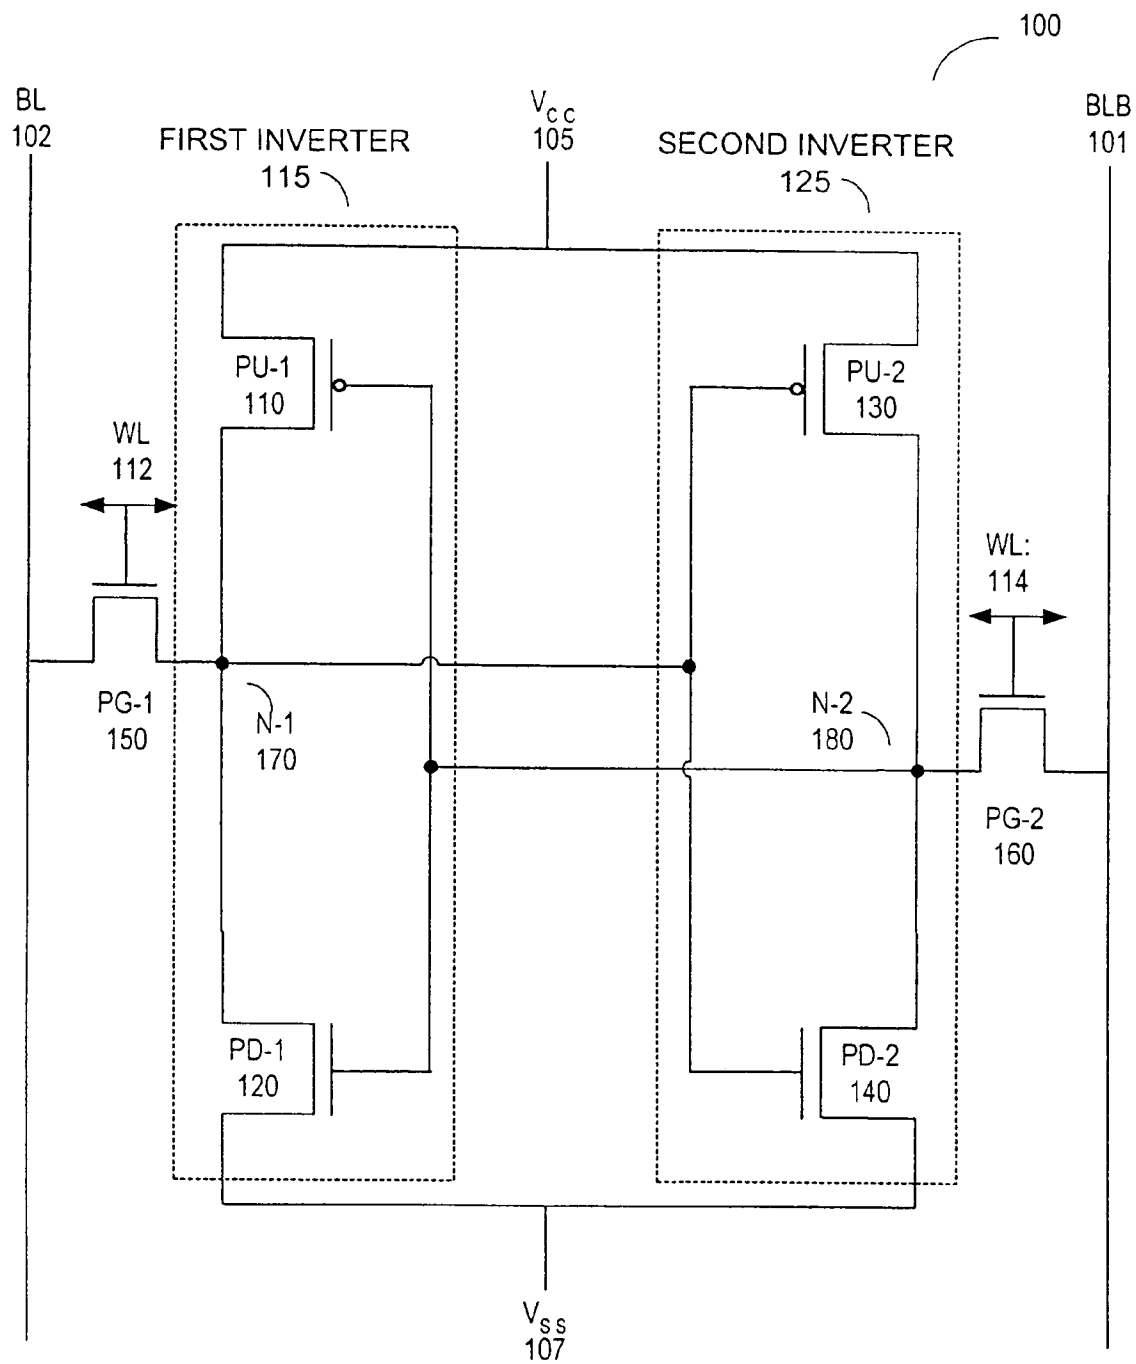 100
BL
102
V_CC
105
BLB
101
FIRST INVERTER
115
SECOND INVERTER
125
PU-1
110
PU-2
130
WL
112
WL:
114
PG-1
150
N-1
170
N-2
180
PG-2
160
PD-1
120
PD-2
140
V_SS
107